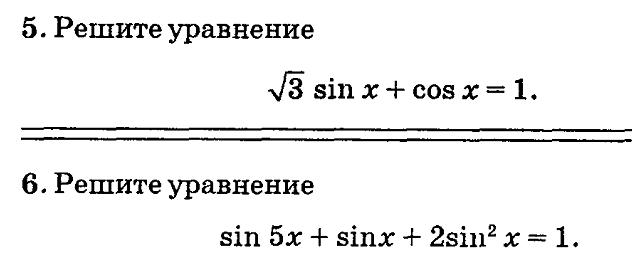 5. Решите уравнение
√3 sin x + cos x = 1.
6. Решите уравнение
sin 5x + sinx + 2sin² x = 1.